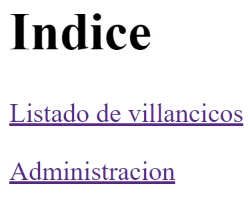 Indice
Listado de villancicos
Administracion